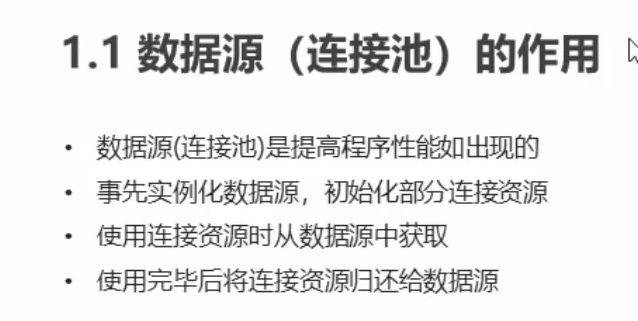 1.1 数据源（连接池）的作用
• 数据源(连接池)是提高程序性能如出现的
• 事先实例化数据源，初始化部分连接资源
• 使用连接资源时从数据源中获取
• 使用完毕后将连接资源归还给数据源